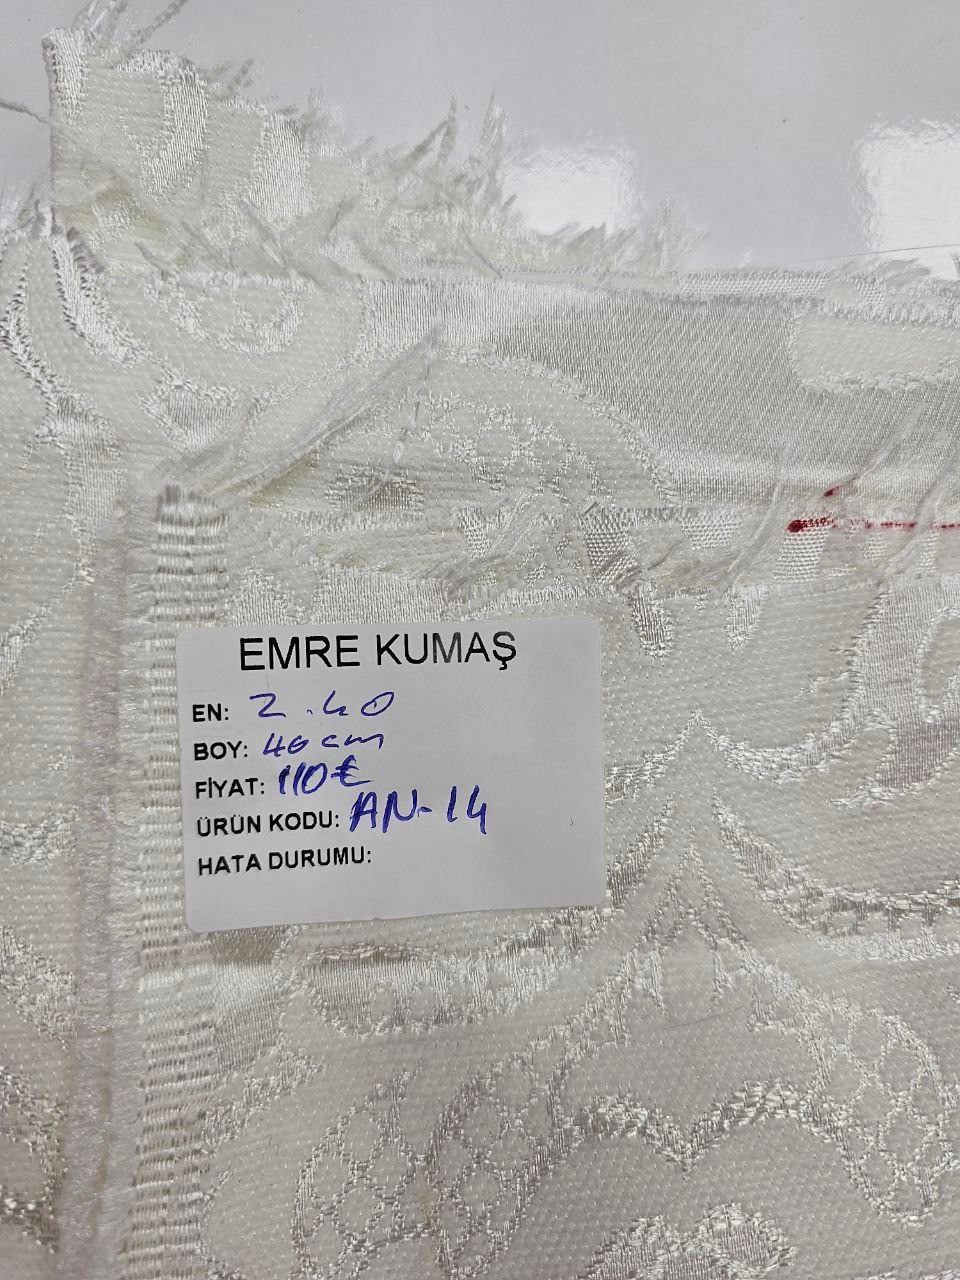 EMRE KUMAŞ
EN: 2.40
BOY: 40 cm
FİYAT: 110€
ÜRÜN KODU: AN-14
HATA DURUMU: